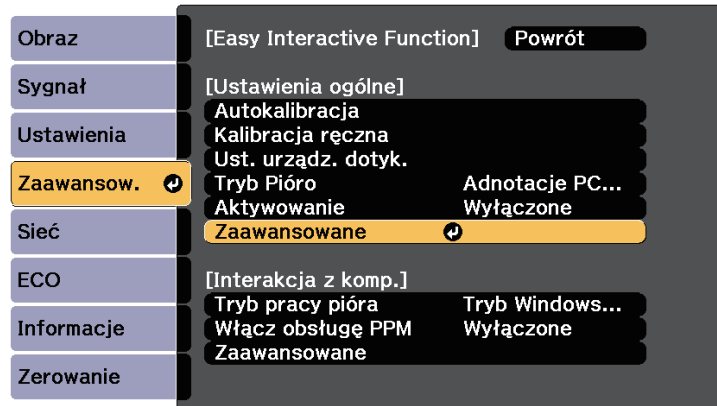 Obraz
Sygnał
Ustawienia
Zaawansow.
Sieć
ECO
Informacje
Zerowanie
[Easy Interactive Function] Powrót
[Ustawienia ogólne]
Autokalibracja
Kalibracja ręczna
Ust. urządz. dotyk.
Tryb Pióro Adnotacje PC...
Aktywowanie Wyłączone
Zaawansowane
[Interakcja z komp.]
Tryb pracy pióra Tryb Windows...
Włącz obsługę PPM Wyłączone
Zaawansowane